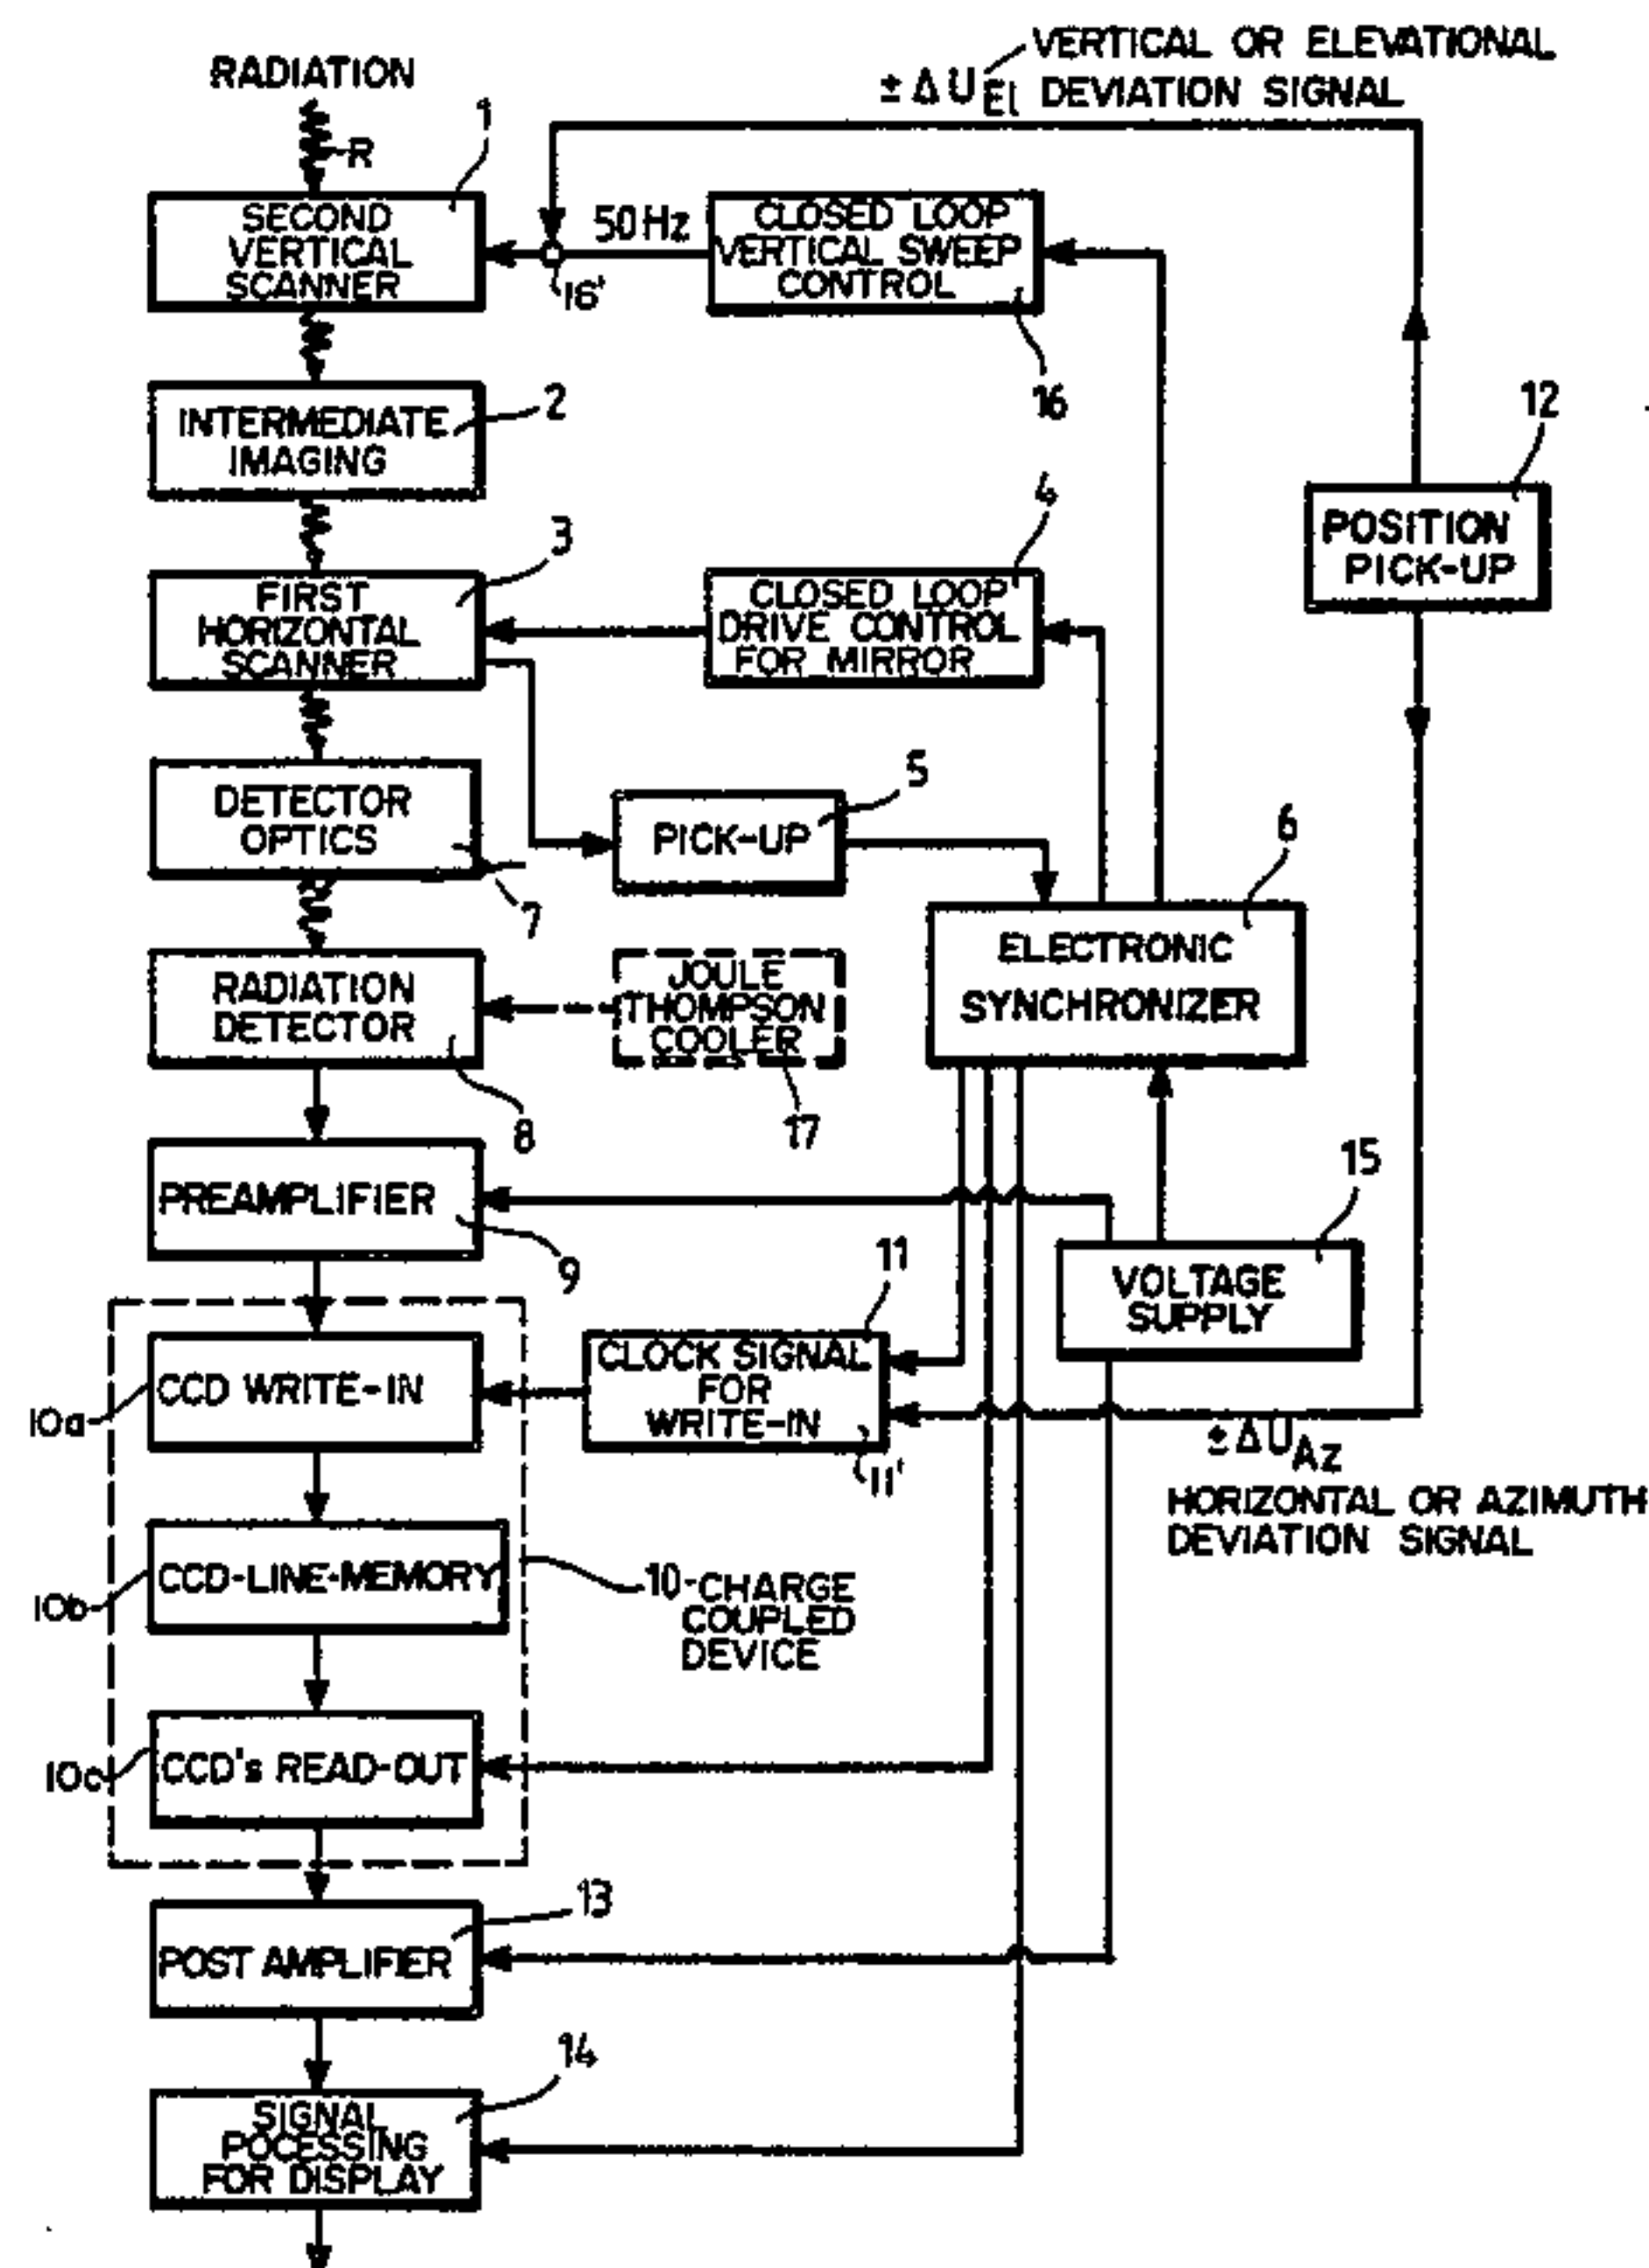 RADIATION
R
VERTICAL OR ELEVATIONAL
± Δ U El DEVIATION SIGNAL
1
SECOND
VERTICAL
SCANNER
50 Hz
16'
CLOSED LOOP
VERTICAL SWEEP
CONTROL
16
INTERMEDIATE
IMAGING
2
12
POSITION
PICK-UP
3
FIRST
HORIZONTAL
SCANNER
4
CLOSED LOOP
DRIVE CONTROL
FOR MIRROR
DETECTOR
OPTICS
7
5
PICK-UP
6
ELECTRONIC
SYNCHRONIZER
RADIATION
DETECTOR
8
JOULE
THOMPSON
COOLER
17
PREAMPLIFIER
9
15
VOLTAGE
SUPPLY
11
CLOCK SIGNAL
FOR
WRITE-IN
11'
10a
CCD WRITE-IN
± Δ U Az
HORIZONTAL OR AZIMUTH
DEVIATION SIGNAL
10b
CCD-LINE-MEMORY
10-CHARGE
COUPLED
DEVICE
10c
CCD's READ-OUT
13
POST AMPLIFIER
14
SIGNAL
POCESSING
FOR DISPLAY